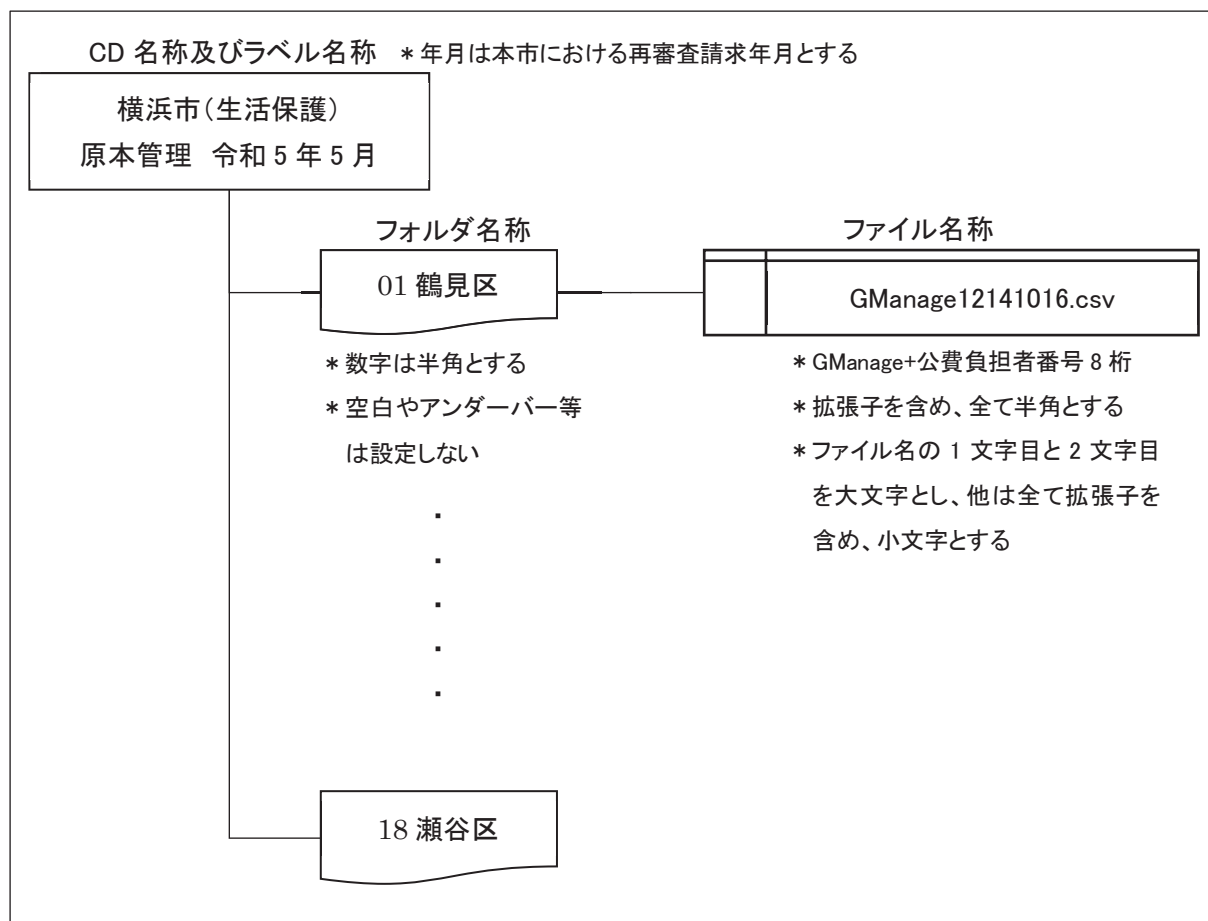 CD 名称及びラベル名称 *年月は本市における再審査請求年月とする
横浜市(生活保護)
原本管理 令和5年5月
フォルダ名称
ファイル名称
01 鶴見区
GManage12141016.csv
*数字は半角とする
*空白やアンダーバー等
は設定しない
*GManage+公費負担者番号 8 桁
*拡張子を含め、全て半角とする
*ファイル名の 1 文字目と 2 文字目
を大文字とし、他は全て拡張子を
含め、小文字とする
・
・
・
・
・
18 瀬谷区